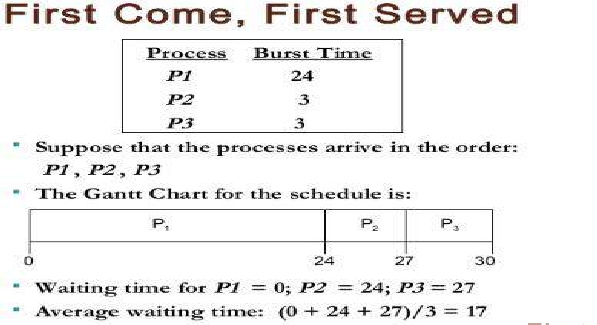 First Come, First Served
Process Burst Time
P1 24
P2 3
P3 3
Suppose that the processes arrive in the order:
P1 , P2 , P3
The Gantt Chart for the schedule is:
P1 P2 P3
0 24 27 30
Waiting time for P1 = 0; P2 = 24; P3 = 27
Average waiting time: (0 + 24 + 27)/3 = 17